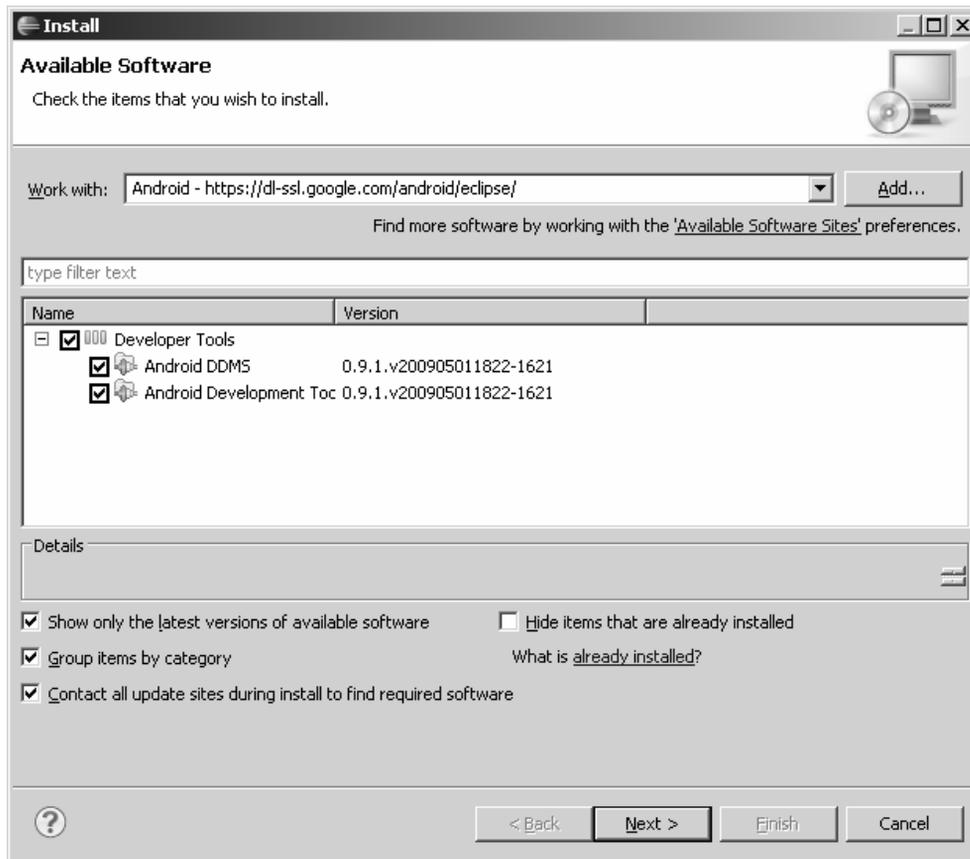 Install
Available Software
Check the items that you wish to install.
Work with: Android - https://dl-ssl.google.com/android/eclipse/ Add...
Find more software by working with the 'Available Software Sites' preferences.
type filter text
Name Version
Developer Tools
Android DDMS 0.9.1.v200905011822-1621
Android Development Toc 0.9.1.v200905011822-1621
Details
Show only the latest versions of available software Hide items that are already installed
Group items by category What is already installed?
Contact all update sites during install to find required software
? < Back Next > Finish Cancel